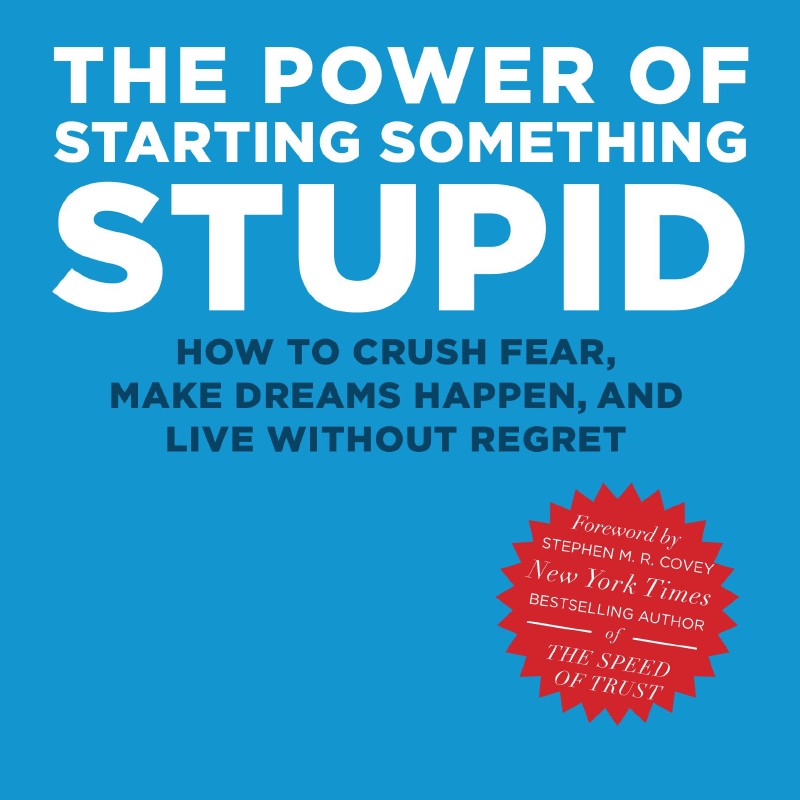 THE POWER OF
STARTING SOMETHING
STUPID
HOW TO CRUSH FEAR,
MAKE DREAMS HAPPEN, AND
LIVE WITHOUT REGRET
Foreword by
STEPHEN M. R. COVEY
New York Times
BESTSELLING AUTHOR
of
THE SPEED
OF TRUST